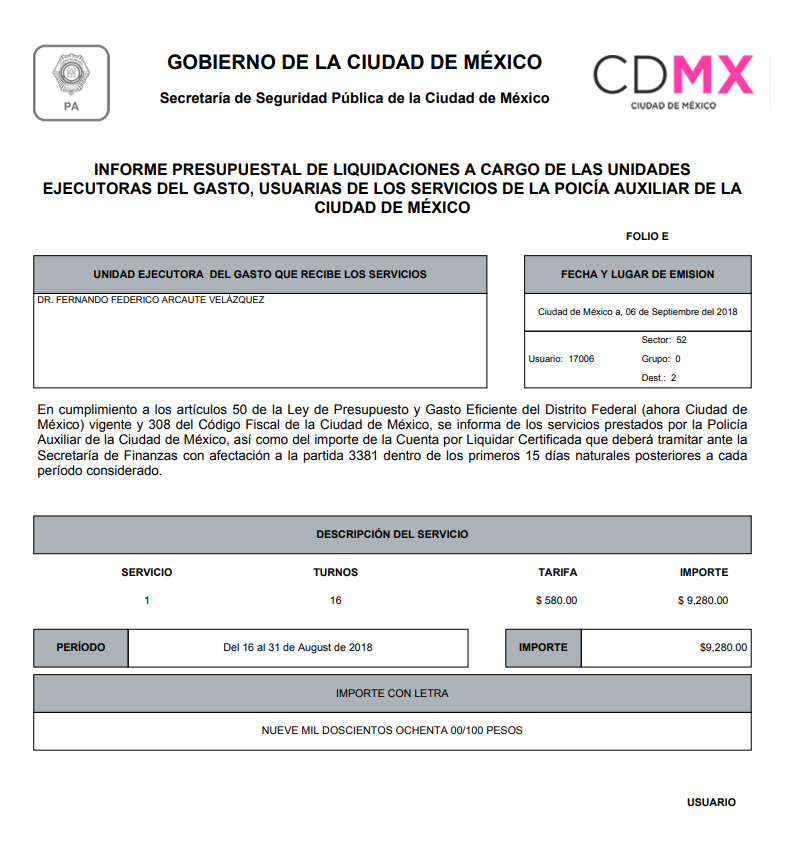 GOBIERNO DE LA CIUDAD DE MÉXICO
Secretaría de Seguridad Pública de la Ciudad de México
PA
CDMX
CIUDAD DE MÉXICO
INFORME PRESUPUESTAL DE LIQUIDACIONES A CARGO DE LAS UNIDADES
EJECUTORAS DEL GASTO, USUARIAS DE LOS SERVICIOS DE LA POICÍA AUXILIAR DE LA
CIUDAD DE MÉXICO
FOLIO E
UNIDAD EJECUTORA DEL GASTO QUE RECIBE LOS SERVICIOS
DR. FERNANDO FEDERICO ARCAUTE VELÁZQUEZ
FECHA Y LUGAR DE EMISION
Ciudad de México a, 06 de Septiembre del 2018
Sector: 52
Usuario: 17006 Grupo: 0
Dest.: 2
En cumplimiento a los artículos 50 de la Ley de Presupuesto y Gasto Eficiente del Distrito Federal (ahora Ciudad de
México) vigente y 308 del Código Fiscal de la Ciudad de México, se informa de los servicios prestados por la Policía
Auxiliar de la Ciudad de México, así como del importe de la Cuenta por Liquidar Certificada que deberá tramitar ante la
Secretaría de Finanzas con afectación a la partida 3381 dentro de los primeros 15 días naturales posteriores a cada
período considerado.
DESCRIPCIÓN DEL SERVICIO
SERVICIO TURNOS TARIFA IMPORTE
1 16 $ 580.00 $ 9,280.00
PERÍODO Del 16 al 31 de August de 2018 IMPORTE $9,280.00
IMPORTE CON LETRA
NUEVE MIL DOSCIENTOS OCHENTA 00/100 PESOS
USUARIO